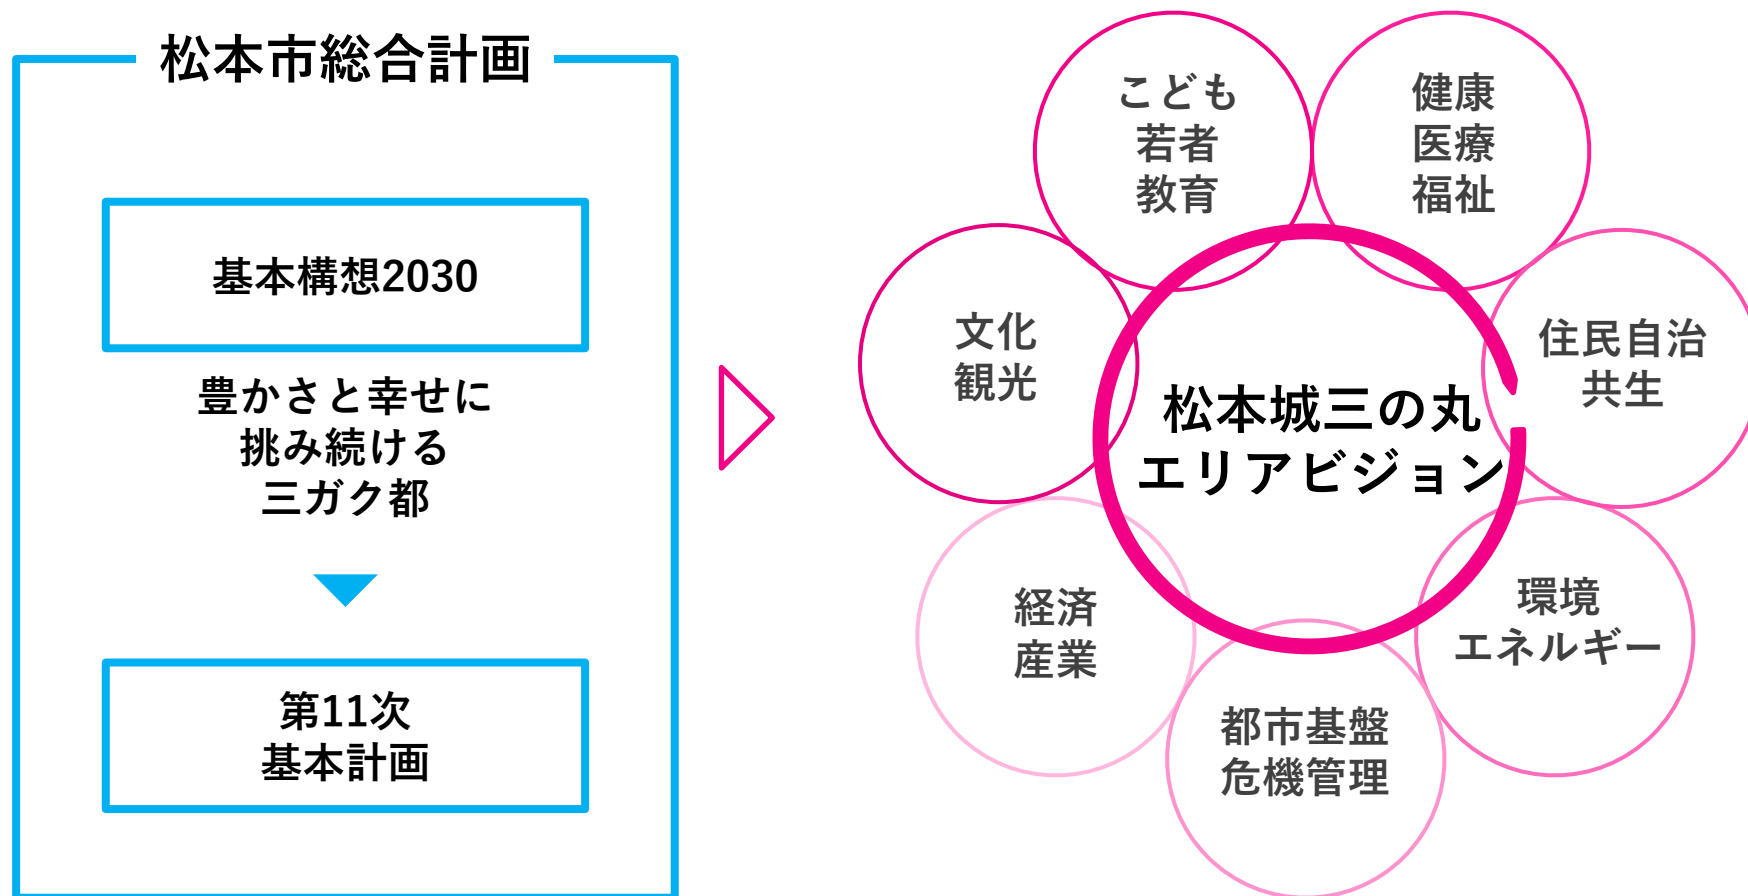 松本市総合計画
基本構想2030
豊かさと幸せに
挑み続ける
三ガク都
第11次
基本計画
こども
若者
教育
健康
医療
福祉
文化
観光
住民自治
共生
松本城三の丸
エリアビジョン
経済
産業
環境
エネルギー
都市基盤
危機管理